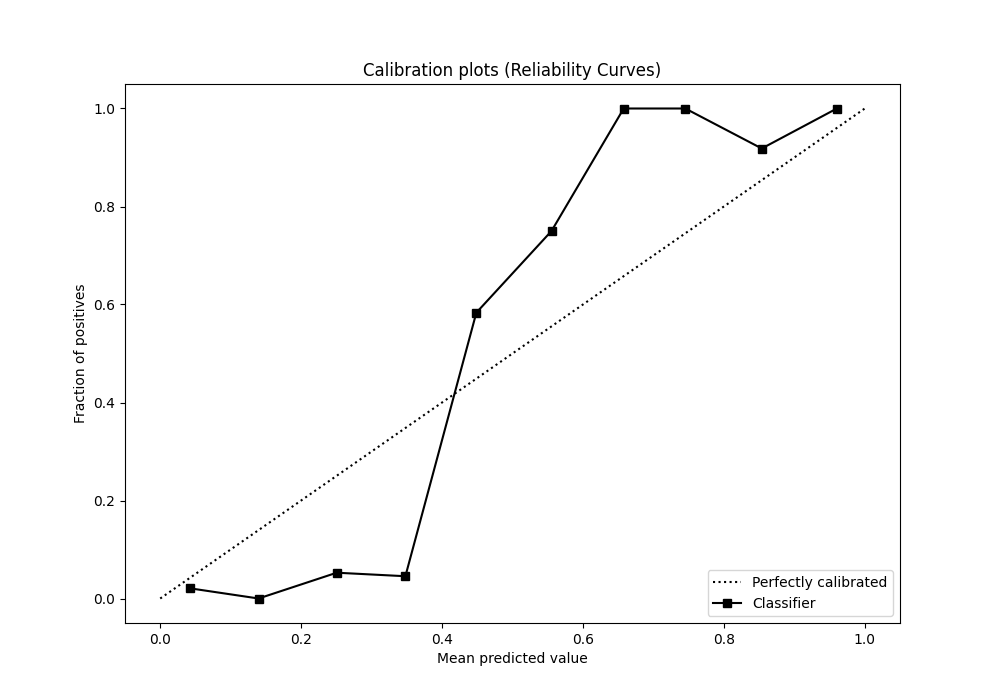 Calibration plots (Reliability Curves)
Fraction of positives
1.0
0.8
0.6
0.4
0.2
0.0
0.0 0.2 0.4 0.6 0.8 1.0
Mean predicted value
Perfectly calibrated
Classifier